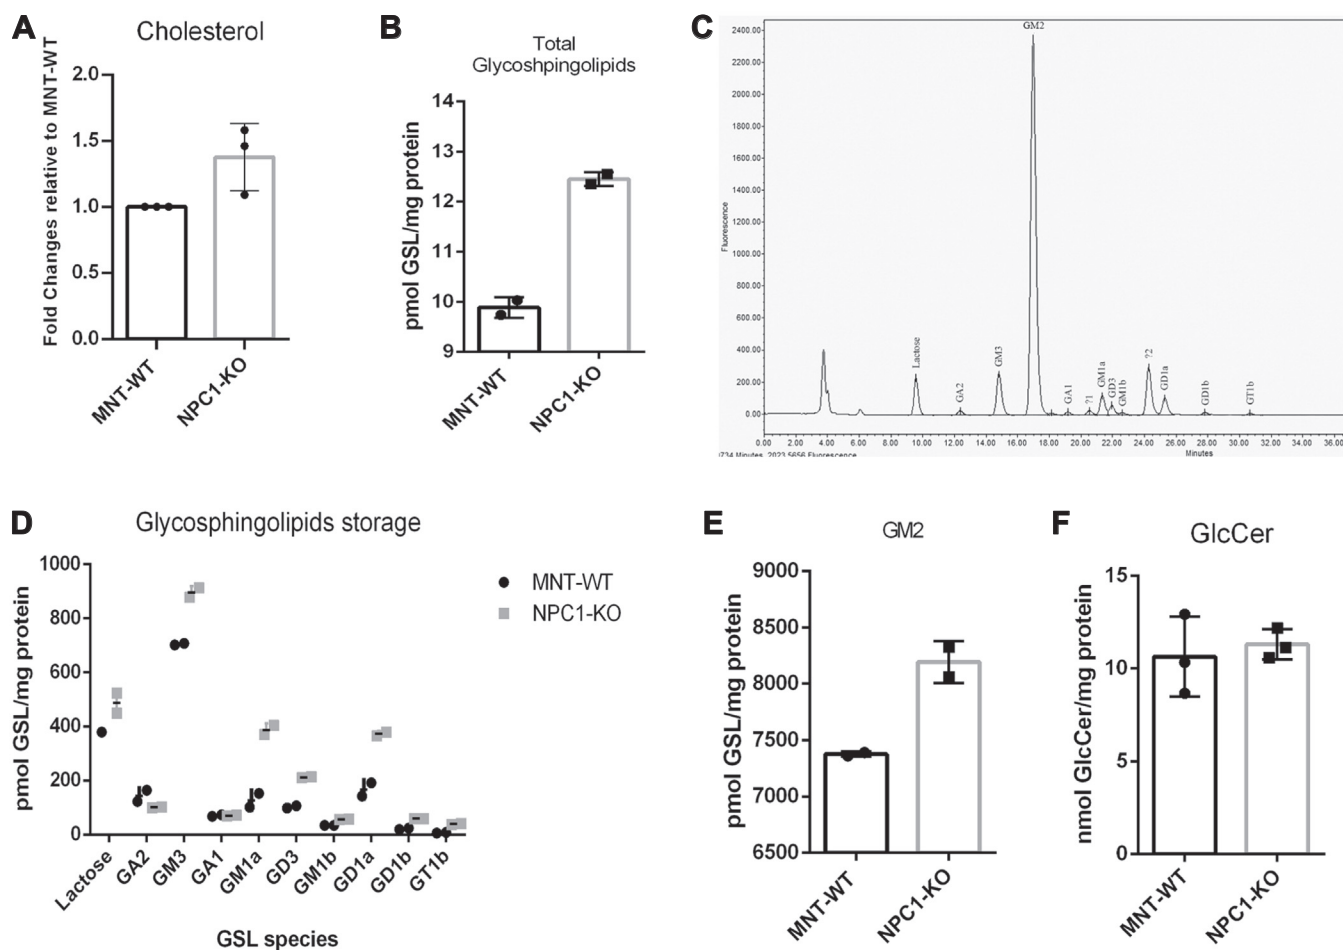 A
Cholesterol
Fold Changes relative to MNT-WT
2.0
1.5
1.0
0.5
0.0
MNT-WT
NPC1-KO
B
Total
Glycoshpingolipids
pmol GSL/mg protein
14
13
12
11
10
9
MNT-WT
NPC1-KO
C
Fluorescence
2400.00
2200.00
2000.00
1800.00
1600.00
1400.00
1200.00
1000.00
800.00
600.00
400.00
200.00
0.00
Lactose
GA2
GM3
GM2
GA1
?1
GM1a
GD3
GM1b
?2
GD1a
GD1b
GT1b
0.00 2.00 4.00 6.00 8.00 10.00 12.00 14.00 16.00 18.00 20.00 22.00 24.00 26.00 28.00 30.00 32.00 34.00 36.00
Minutes
Minutes, 2023.5656 Fluorescence
D
Glycosphingolipids storage
pmol GSL/mg protein
1000
800
600
400
200
0
MNT-WT
NPC1-KO
Lactose
GA2
GM3
GA1
GM1a
GD3
GM1b
GD1a
GD1b
GT1b
GSL species
E
GM2
pmol GSL/mg protein
9000
8500
8000
7500
7000
6500
MNT-WT
NPC1-KO
F
GlcCer
nmol GlcCer/mg protein
15
10
5
0
MNT-WT
NPC1-KO